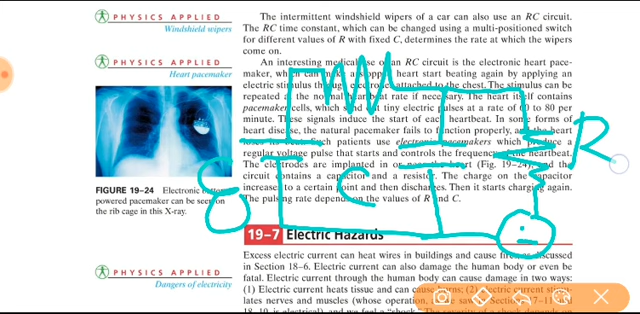 PHYSICS APPLIED
Windshield wipers
The intermittent windshield wipers of a car can also use an RC circuit.
The RC time constant, which can be changed using a multi-positioned switch
for different values of R with fixed C, determines the rate at which the wipers
come on.
PHYSICS APPLIED
Heart pacemaker
An interesting medical use of an RC circuit is the electronic heart pace-
maker, which can make a stopped heart start beating again by applying an
electric stimulus through electrodes attached to the chest. The stimulus can be
repeated at the normal heartbeat rate if necessary. The heart itself contains
pacemaker cells, which send out tiny electric pulses at a rate of 60 to 80 per
minute. These signals induce the start of each heartbeat. In some forms of
heart disease, the natural pacemaker fails to function properly, and the heart
loses its beat. Such patients use electronic pacemakers which produce a
regular voltage pulse that starts and controls the frequency of the heartbeat.
The electrodes are implanted in or near the heart (Fig. 19–24), and the
circuit contains a capacitor and a resistor. The charge on the capacitor
increases to a certain point and then discharges. Then it starts charging again.
The pulsing rate depends on the values of R and C.
FIGURE 19–24 Electronic battery-
powered pacemaker can be seen on
the rib cage in this X-ray.
R
C
19–7 Electric Hazards
PHYSICS APPLIED
Dangers of electricity
Excess electric current can heat wires in buildings and cause fires, as discussed
in Section 18–6. Electric current can also damage the human body or even be
fatal. Electric current through the human body can cause damage in two ways:
(1) Electric current heats tissue and can cause burns; (2) electric current stimu-
lates nerves and muscles (whose operation, as we saw in Section 17–11
18–10 is electrical), and we feel a “shock.” The severity of a shock depends on